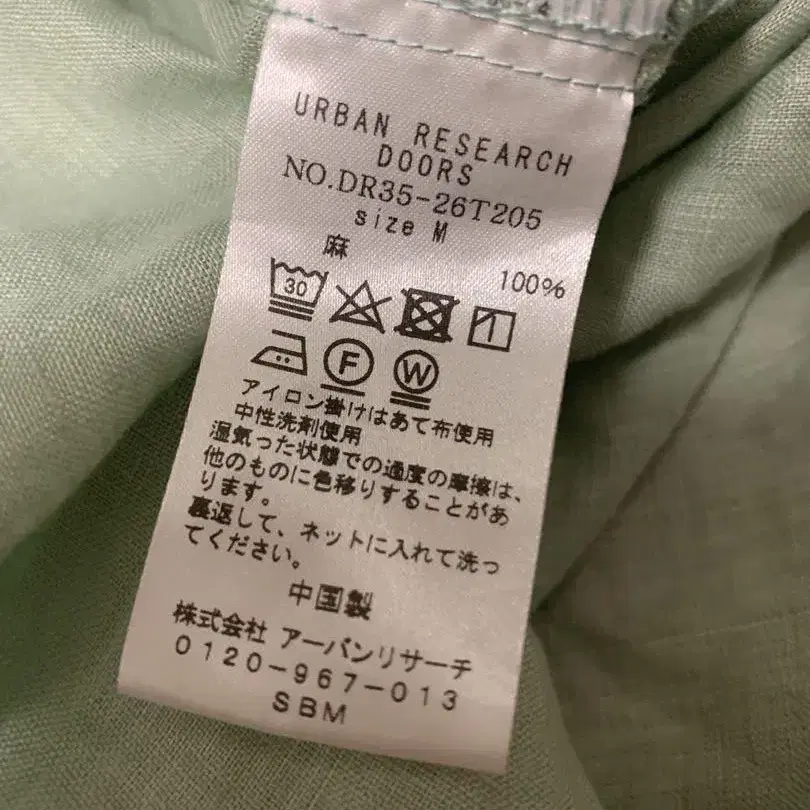 URBAN RESEARCH
DOORS
NO.DR35-26T205
size M
麻 100%
30
F W
アイロン掛けはあて布使用
中性洗剤使用
湿気った状態での過度の摩擦は、
他のものに色移りすることがあ
ります。
裏返して、ネットに入れて洗っ
てください。
中国製
株式会社 アーバンリサーチ
0120-967-013
SBM